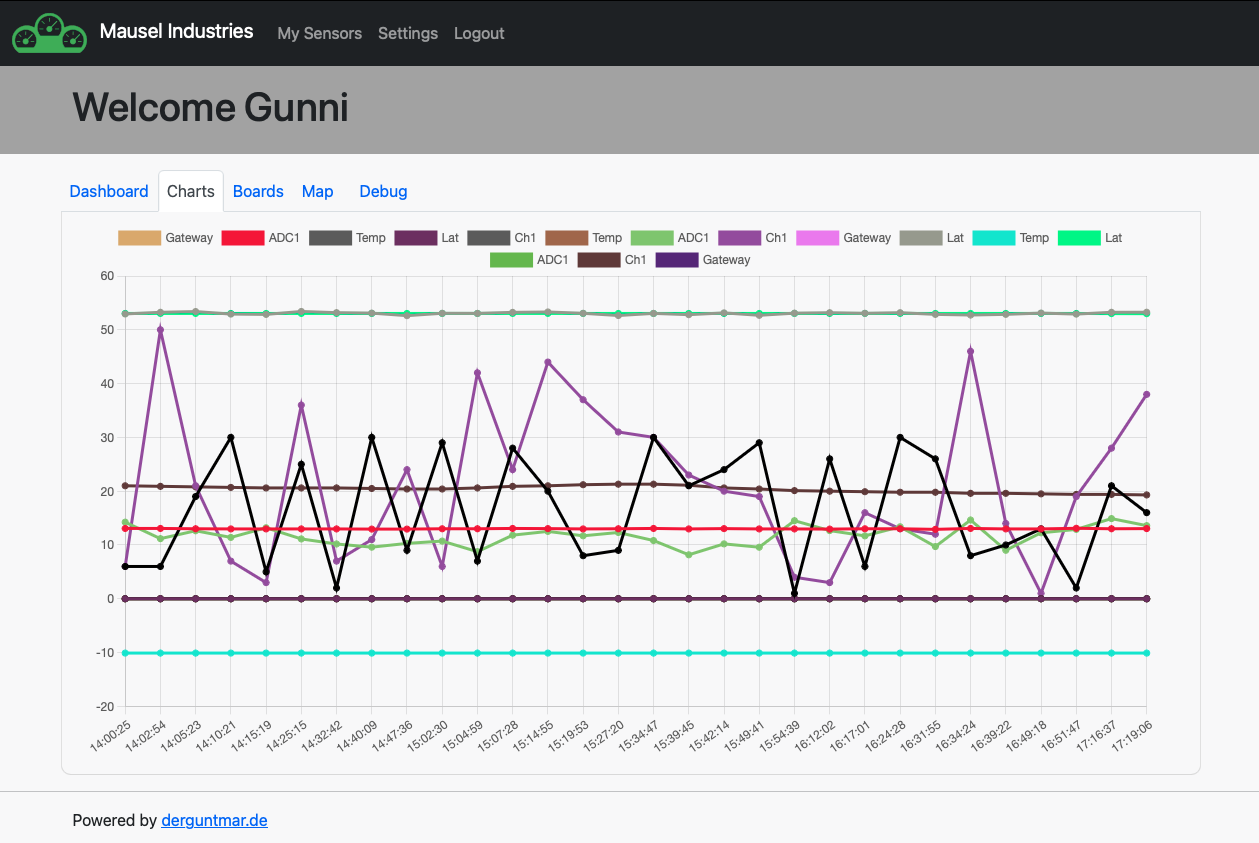 Mausel Industries My Sensors Settings Logout
Welcome Gunni
Dashboard Charts Boards Map Debug
Gateway ADC1 Temp Lat Ch1 Temp ADC1 Ch1 Gateway Lat Temp Lat
ADC1 Ch1 Gateway
60
50
40
30
20
10
0
-10
-20
14:00:25 14:02:54 14:05:23 14:10:21 14:15:19 14:25:15 14:32:42 14:40:09 14:47:36 15:02:30 15:04:59 15:07:28 15:14:55 15:19:53 15:27:20 15:34:47 15:39:45 15:42:14 15:49:41 15:54:39 16:12:02 16:17:01 16:24:28 16:31:55 16:34:24 16:39:22 16:49:18 16:51:47 17:16:37 17:19:06
Powered by derguntmar.de